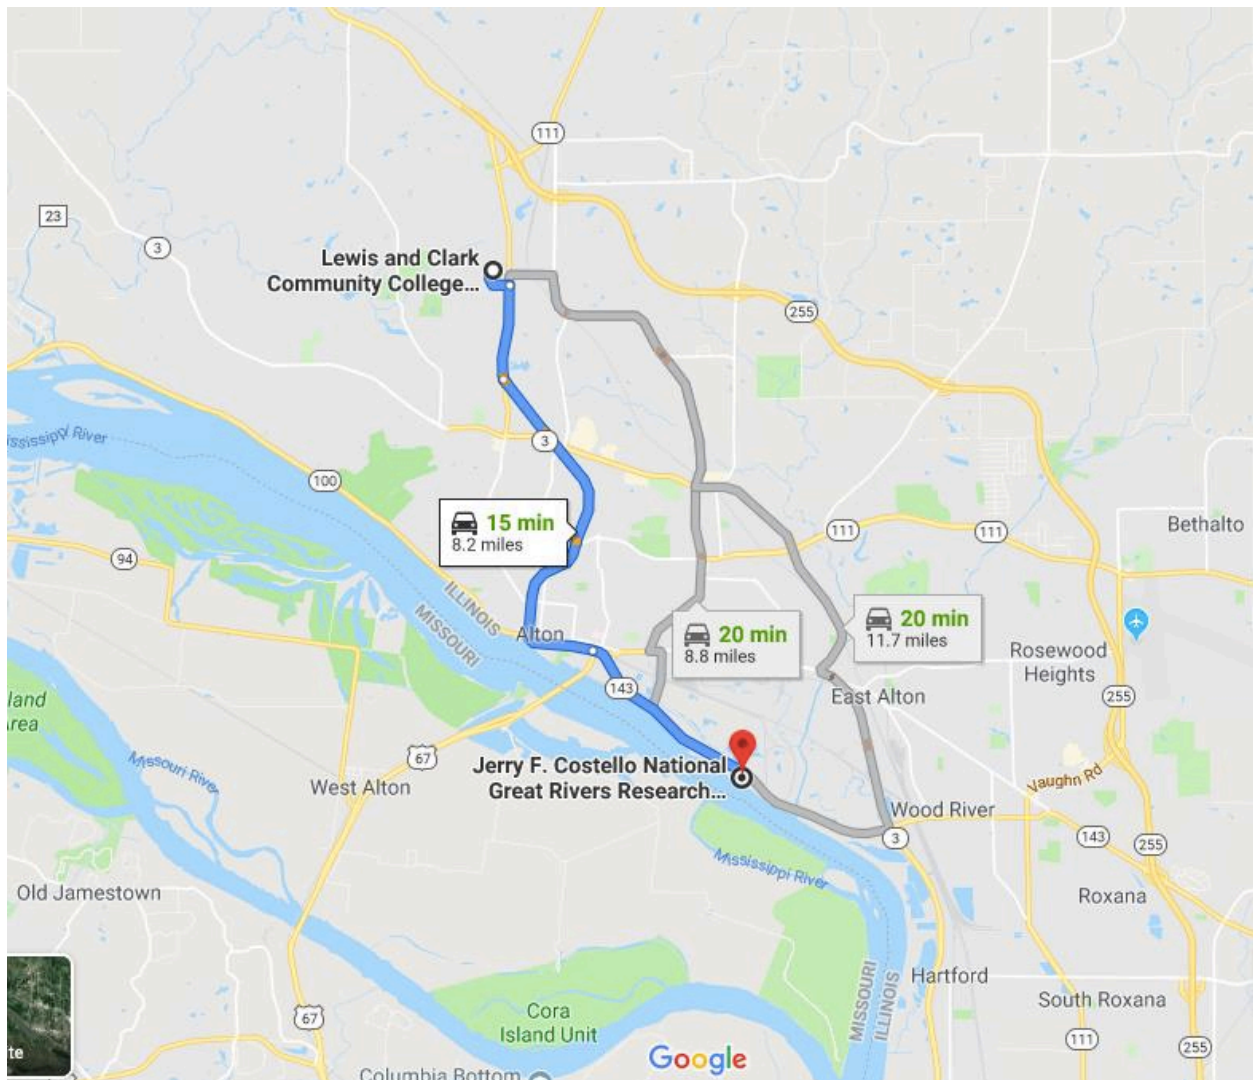 111
23
3
Lewis and Clark
Community College...
255
3
Mississippi River
100
15 min
8.2 miles
111
111
Bethalto
94
ILLINOIS
MISSOURI
Alton
20 min
8.8 miles
20 min
11.7 miles
Rosewood
Heights
143
East Alton
255
land
Area
67
Missouri River
West Alton
Jerry F. Costello National
Great Rivers Research...
Vaughn Rd
Wood River
3
143
255
Mississippi River
Old Jamestown
Roxana
MISSOURI
ILLINOIS
Hartford
South Roxana
Cora
Island Unit
67
111
255
te
Google
Columbia Bottom